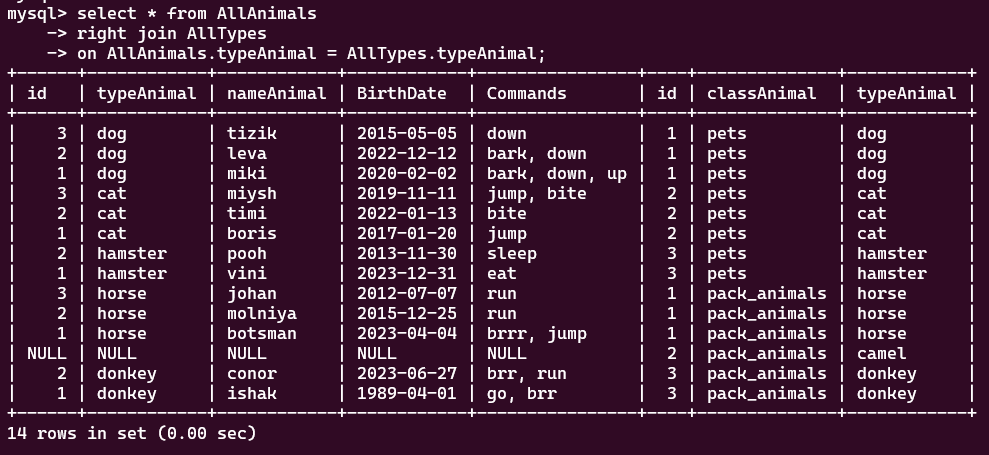 mysql> select * from AllAnimals
    -> right join AllTypes
    -> on AllAnimals.typeAnimal = AllTypes.typeAnimal;
+------+------------+------------+------------+----------------+----+--------------+------------+
| id   | typeAnimal | nameAnimal | BirthDate  | Commands       | id | classAnimal  | typeAnimal |
+------+------------+------------+------------+----------------+----+--------------+------------+
|    3 | dog        | tizik      | 2015-05-05 | down           |  1 | pets         | dog        |
|    2 | dog        | leva       | 2022-12-12 | bark, down     |  1 | pets         | dog        |
|    1 | dog        | miki       | 2020-02-02 | bark, down, up |  1 | pets         | dog        |
|    3 | cat        | miysh      | 2019-11-11 | jump, bite     |  2 | pets         | cat        |
|    2 | cat        | timi       | 2022-01-13 | bite           |  2 | pets         | cat        |
|    1 | cat        | boris      | 2017-01-20 | jump           |  2 | pets         | cat        |
|    2 | hamster    | pooh       | 2013-11-30 | sleep          |  3 | pets         | hamster    |
|    1 | hamster    | vini       | 2023-12-31 | eat            |  3 | pets         | hamster    |
|    3 | horse      | johan      | 2012-07-07 | run            |  1 | pack_animals | horse      |
|    2 | horse      | molniya    | 2015-12-25 | run            |  1 | pack_animals | horse      |
|    1 | horse      | botsman    | 2023-04-04 | brrr, jump     |  1 | pack_animals | horse      |
| NULL | NULL       | NULL       | NULL       | NULL           |  2 | pack_animals | camel      |
|    2 | donkey     | conor      | 2023-06-27 | brr, run       |  3 | pack_animals | donkey     |
|    1 | donkey     | ishak      | 1989-04-01 | go, brr        |  3 | pack_animals | donkey     |
+------+------------+------------+------------+----------------+----+--------------+------------+
14 rows in set (0.00 sec)